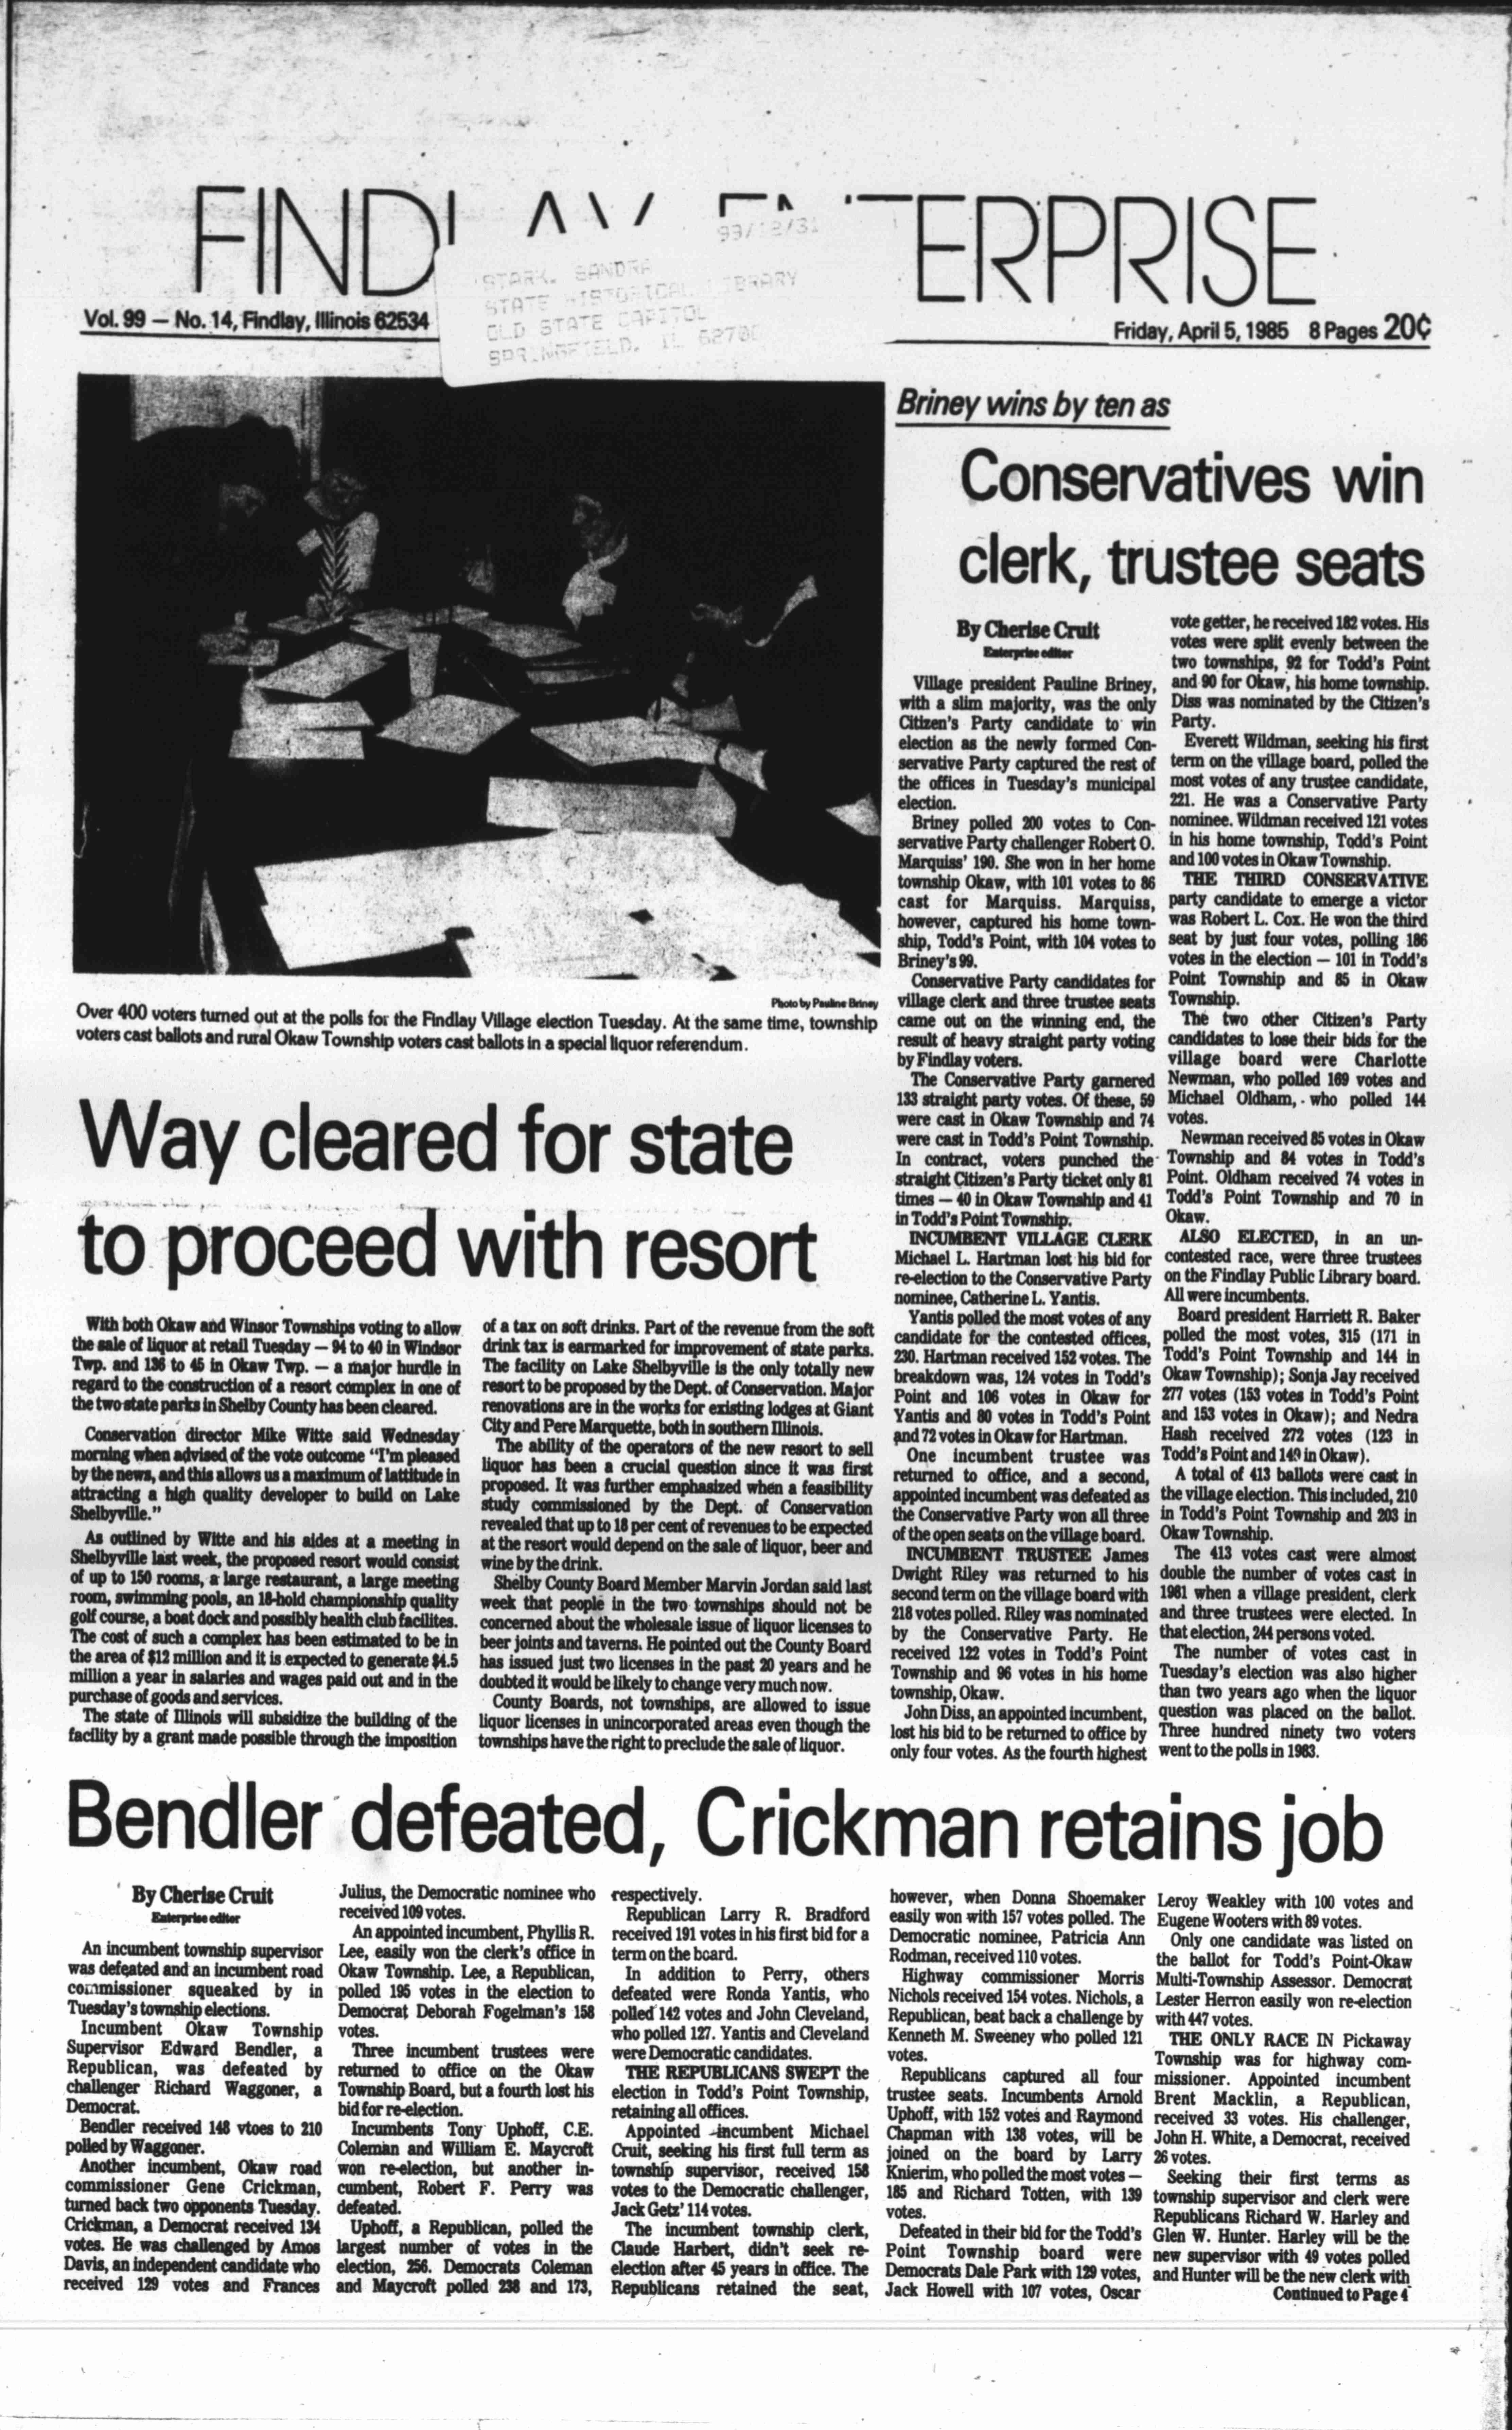 FINDLAY ENTERPRISE
99/12/31
STARK, SANDRA
STATE HISTORICAL LIBRARY
OLD STATE CAPITOL
SPRINGFIELD, IL
Vol. 99 — No. 14, Findlay, Illinois 62534
Friday, April 5, 1985 8 Pages 20¢
Photo by Pauline Briney
Over 400 voters turned out at the polls for the Findlay Village election Tuesday. At the same time, township
voters cast ballots and rural Okaw Township voters cast ballots in a special liquor referendum.
Briney wins by ten as
Conservatives win
clerk, trustee seats
By Cherise Cruit
Enterprise editor
Village president Pauline Briney,
with a slim majority, was the only
Citizen's Party candidate to win
election as the newly formed Con-
servative Party captured the rest of
the offices in Tuesday's municipal
election.
Briney polled 200 votes to Con-
servative Party challenger Robert O.
Marquiss' 190. She won in her home
township Okaw, with 101 votes to 86
cast for Marquiss. Marquiss,
however, captured his home town-
ship, Todd's Point, with 104 votes to
Briney's 99.
Conservative Party candidates for
village clerk and three trustee seats
came out on the winning end, the
result of heavy straight party voting
by Findlay voters.
The Conservative Party garnered
133 straight party votes. Of these, 59
were cast in Okaw Township and 74
were cast in Todd's Point Township.
In contract, voters punched the
straight Citizen's Party ticket only 81
times — 40 in Okaw Township and 41
in Todd's Point Township.
INCUMBENT VILLAGE CLERK
Michael L. Hartman lost his bid for
re-election to the Conservative Party
nominee, Catherine L. Yantis.
Yantis polled the most votes of any
candidate for the contested offices,
230. Hartman received 152 votes. The
breakdown was, 124 votes in Todd's
Point and 106 votes in Okaw for
Yantis and 80 votes in Todd's Point
and 72 votes in Okaw for Hartman.
One incumbent trustee was
returned to office, and a second,
appointed incumbent was defeated as
the Conservative Party won all three
of the open seats on the village board.
INCUMBENT TRUSTEE James
Dwight Riley was returned to his
second term on the village board with
218 votes polled. Riley was nominated
by the Conservative Party. He
received 122 votes in Todd's Point
Township and 96 votes in his home
township, Okaw.
John Diss, an appointed incumbent,
lost his bid to be returned to office by
only four votes. As the fourth highest
vote getter, he received 182 votes. His
votes were split evenly between the
two townships, 92 for Todd's Point
and 90 for Okaw, his home township.
Diss was nominated by the Citizen's
Party.
Everett Wildman, seeking his first
term on the village board, polled the
most votes of any trustee candidate,
221. He was a Conservative Party
nominee. Wildman received 121 votes
in his home township, Todd's Point
and 100 votes in Okaw Township.
THE THIRD CONSERVATIVE
party candidate to emerge a victor
was Robert L. Cox. He won the third
seat by just four votes, polling 186
votes in the election — 101 in Todd's
Point Township and 85 in Okaw
Township.
The two other Citizen's Party
candidates to lose their bids for the
village board were Charlotte
Newman, who polled 169 votes and
Michael Oldham, who polled 144
votes.
Newman received 85 votes in Okaw
Township and 84 votes in Todd's
Point. Oldham received 74 votes in
Todd's Point Township and 70 in
Okaw.
ALSO ELECTED, in an un-
contested race, were three trustees
on the Findlay Public Library board.
All were incumbents.
Board president Harriett R. Baker
polled the most votes, 315 (171 in
Todd's Point Township and 144 in
Okaw Township); Sonja Jay received
277 votes (153 votes in Todd's Point
and 153 votes in Okaw); and Nedra
Hash received 272 votes (123 in
Todd's Point and 149 in Okaw).
A total of 413 ballots were cast in
the village election. This included, 210
in Todd's Point Township and 203 in
Okaw Township.
The 413 votes cast were almost
double the number of votes cast in
1981 when a village president, clerk
and three trustees were elected. In
that election, 244 persons voted.
The number of votes cast in
Tuesday's election was also higher
than two years ago when the liquor
question was placed on the ballot.
Three hundred ninety two voters
went to the polls in 1983.
Way cleared for state
to proceed with resort
With both Okaw and Winsor Townships voting to allow
the sale of liquor at retail Tuesday — 94 to 40 in Windsor
Twp. and 136 to 45 in Okaw Twp. — a major hurdle in
regard to the construction of a resort complex in one of
the two state parks in Shelby County has been cleared.
Conservation director Mike Witte said Wednesday
morning when advised of the vote outcome "I'm pleased
by the news, and this allows us a maximum of lattitude in
attracting a high quality developer to build on Lake
Shelbyville."
As outlined by Witte and his aides at a meeting in
Shelbyville last week, the proposed resort would consist
of up to 150 rooms, a large restaurant, a large meeting
room, swimming pools, an 18-hold championship quality
golf course, a boat dock and possibly health club facilites.
The cost of such a complex has been estimated to be in
the area of $12 million and it is expected to generate $4.5
million a year in salaries and wages paid out and in the
purchase of goods and services.
The state of Illinois will subsidize the building of the
facility by a grant made possible through the imposition
of a tax on soft drinks. Part of the revenue from the soft
drink tax is earmarked for improvement of state parks.
The facility on Lake Shelbyville is the only totally new
resort to be proposed by the Dept. of Conservation. Major
renovations are in the works for existing lodges at Giant
City and Pere Marquette, both in southern Illinois.
The ability of the operators of the new resort to sell
liquor has been a crucial question since it was first
proposed. It was further emphasized when a feasibility
study commissioned by the Dept. of Conservation
revealed that up to 18 per cent of revenues to be expected
at the resort would depend on the sale of liquor, beer and
wine by the drink.
Shelby County Board Member Marvin Jordan said last
week that people in the two townships should not be
concerned about the wholesale issue of liquor licenses to
beer joints and taverns. He pointed out the County Board
has issued just two licenses in the past 20 years and he
doubted it would be likely to change very much now.
County Boards, not townships, are allowed to issue
liquor licenses in unincorporated areas even though the
townships have the right to preclude the sale of liquor.
Bendler defeated, Crickman retains job
By Cherise Cruit
Enterprise editor
An incumbent township supervisor
was defeated and an incumbent road
commissioner squeaked by in
Tuesday's township elections.
Incumbent Okaw Township
Supervisor Edward Bendler, a
Republican, was defeated by
challenger Richard Waggoner, a
Democrat.
Bendler received 148 vtoes to 210
polled by Waggoner.
Another incumbent, Okaw road
commissioner Gene Crickman,
turned back two opponents Tuesday.
Crickman, a Democrat received 134
votes. He was challenged by Amos
Davis, an independent candidate who
received 129 votes and Frances
Julius, the Democratic nominee who
received 109 votes.
An appointed incumbent, Phyllis R.
Lee, easily won the clerk's office in
Okaw Township. Lee, a Republican,
polled 195 votes in the election to
Democrat Deborah Fogelman's 158
votes.
Three incumbent trustees were
returned to office on the Okaw
Township Board, but a fourth lost his
bid for re-election.
Incumbents Tony Uphoff, C.E.
Coleman and William E. Maycroft
won re-election, but another in-
cumbent, Robert F. Perry was
defeated.
Uphoff, a Republican, polled the
largest number of votes in the
election, 256. Democrats Coleman
and Maycroft polled 238 and 173,
respectively.
Republican Larry R. Bradford
received 191 votes in his first bid for a
term on the board.
In addition to Perry, others
defeated were Ronda Yantis, who
polled 142 votes and John Cleveland,
who polled 127. Yantis and Cleveland
were Democratic candidates.
THE REPUBLICANS SWEPT the
election in Todd's Point Township,
retaining all offices.
Appointed incumbent Michael
Cruit, seeking his first full term as
township supervisor, received 158
votes to the Democratic challenger,
Jack Getz' 114 votes.
The incumbent township clerk,
Claude Harbert, didn't seek re-
election after 45 years in office. The
Republicans retained the seat,
however, when Donna Shoemaker
easily won with 157 votes polled. The
Democratic nominee, Patricia Ann
Rodman, received 110 votes.
Highway commissioner Morris
Nichols received 154 votes. Nichols, a
Republican, beat back a challenge by
Kenneth M. Sweeney who polled 121
votes.
Republicans captured all four
trustee seats. Incumbents Arnold
Uphoff, with 152 votes and Raymond
Chapman with 138 votes, will be
joined on the board by Larry
Knierim, who polled the most votes —
185 and Richard Totten, with 139
votes.
Defeated in their bid for the Todd's
Point Township board were
Democrats Dale Park with 129 votes,
Jack Howell with 107 votes, Oscar
Leroy Weakley with 100 votes and
Eugene Wooters with 89 votes.
Only one candidate was listed on
the ballot for Todd's Point-Okaw
Multi-Township Assessor. Democrat
Lester Herron easily won re-election
with 447 votes.
THE ONLY RACE IN Pickaway
Township was for highway com-
missioner. Appointed incumbent
Brent Macklin, a Republican,
received 33 votes. His challenger,
John H. White, a Democrat, received
26 votes.
Seeking their first terms as
township supervisor and clerk were
Republicans Richard W. Harley and
Glen W. Hunter. Harley will be the
new supervisor with 49 votes polled
and Hunter will be the new clerk with
Continued to Page 4